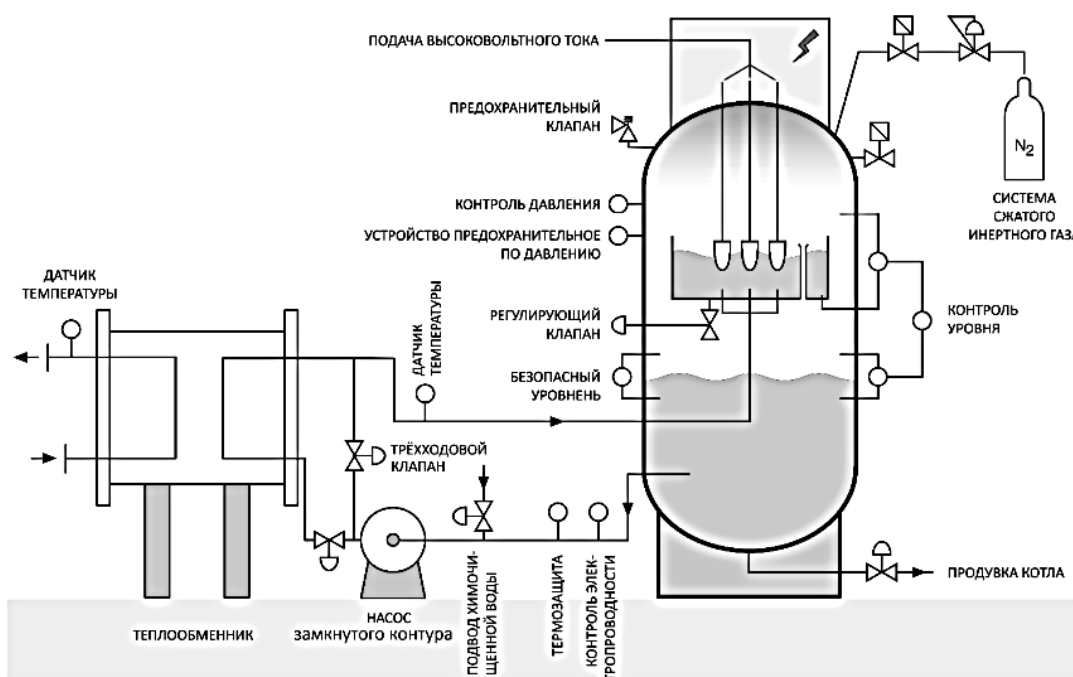 ПОДАЧА ВЫСОКОВОЛЬТНОГО ТОКА
ПРЕДОХРАНИТЕЛЬНЫЙ
КЛАПАН
N2
СИСТЕМА
СЖАТОГО
ИНЕРТНОГО ГАЗА
КОНТРОЛЬ ДАВЛЕНИЯ
УСТРОЙСТВО ПРЕДОХРАНИТЕЛЬНОЕ
ПО ДАВЛЕНИЮ
ДАТЧИК
ТЕМПЕРАТУРЫ
ДАТЧИК
ТЕМПЕРАТУРЫ
РЕГУЛИРУЮЩИЙ
КЛАПАН
КОНТРОЛЬ
УРОВНЯ
БЕЗОПАСНЫЙ
УРОВНЕНЬ
ТРЁХХОДОВОЙ
КЛАПАН
ПОДВОД ХИМОЧИ-
ЩЕННОЙ ВОДЫ
ТЕРМОЗАЩИТА
КОНТРОЛЬ ЭЛЕК-
ТРОПРОВОДНОСТИ
ПРОДУВКА КОТЛА
ТЕПЛООБМЕННИК
НАСОС
замкнутого контура